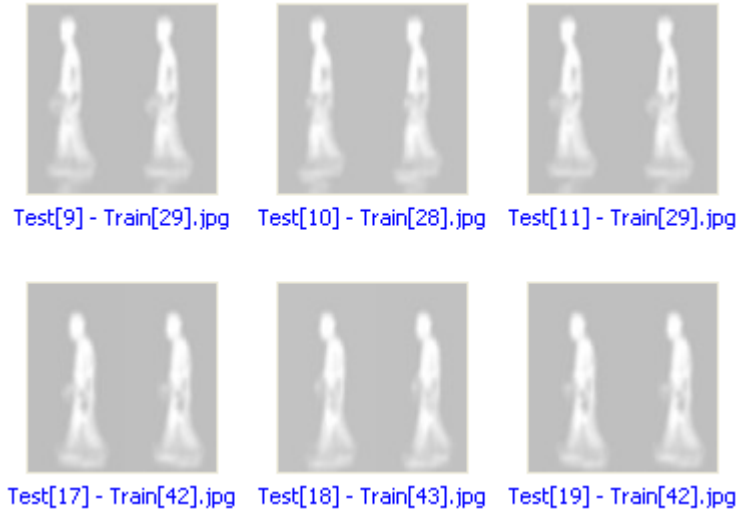 Test[9] - Train[29].jpg
Test[10] - Train[28].jpg
Test[11] - Train[29].jpg
Test[17] - Train[42].jpg
Test[18] - Train[43].jpg
Test[19] - Train[42].jpg